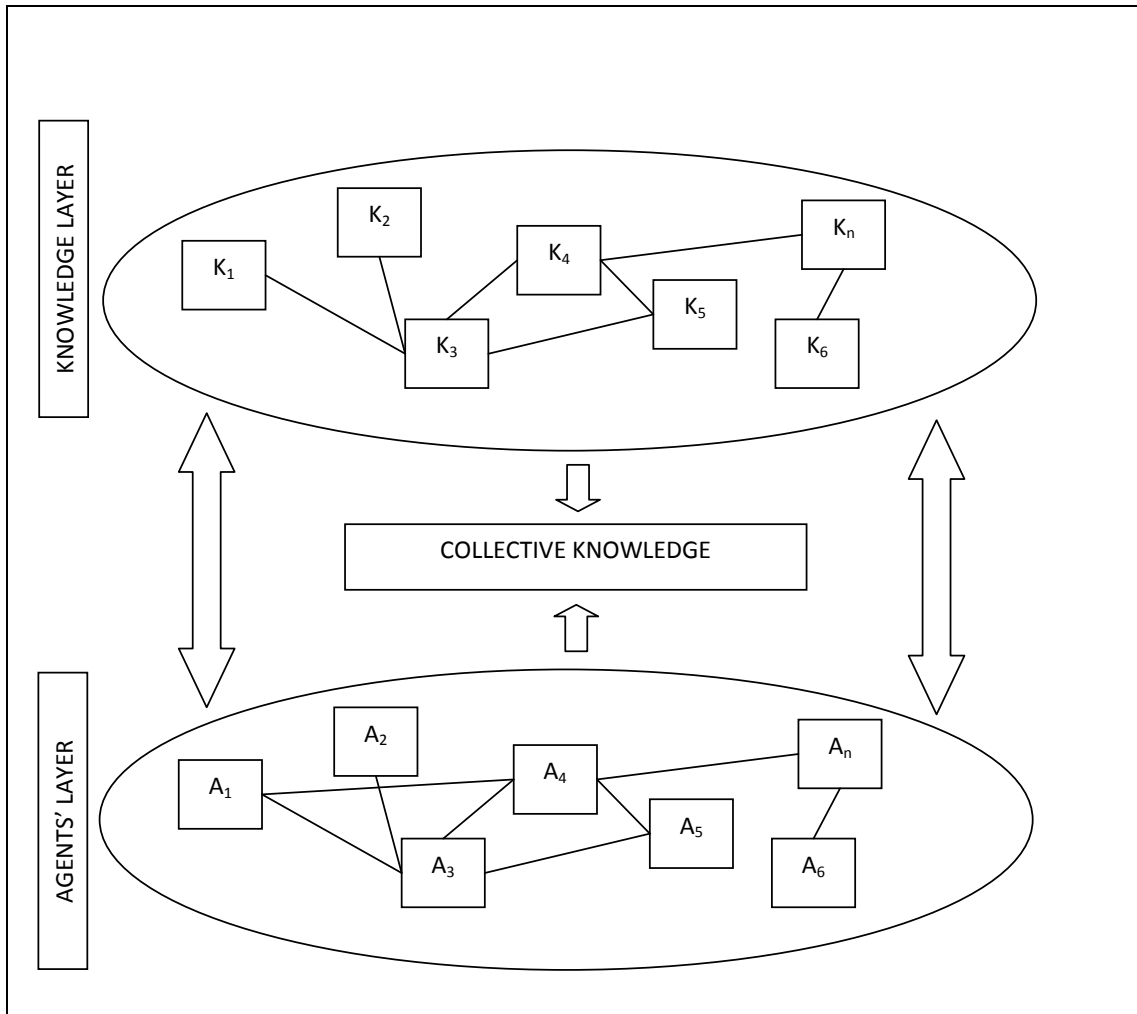 KNOWLEDGE LAYER
K₁
K₂
K₃
K₄
K₅
Kₙ
K₆
COLLECTIVE KNOWLEDGE
AGENTS’ LAYER
A₁
A₂
A₃
A₄
A₅
Aₙ
A₆